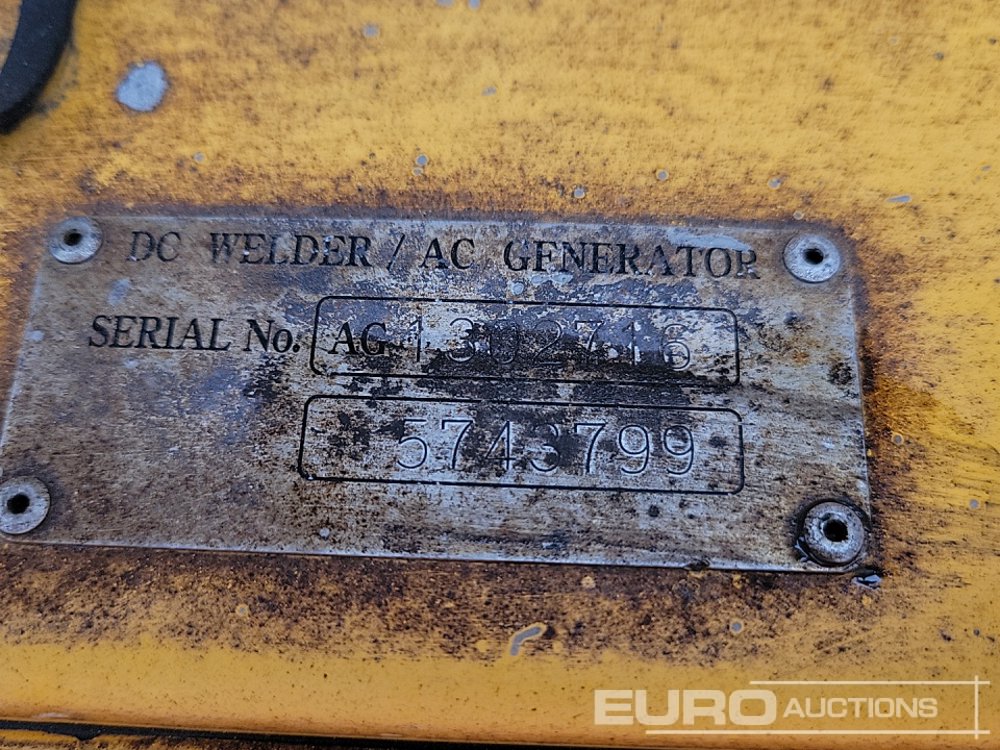 DC WELDER / AC GENERATOR
SERIAL No. AG 1302716
5743799
EURO AUCTIONS